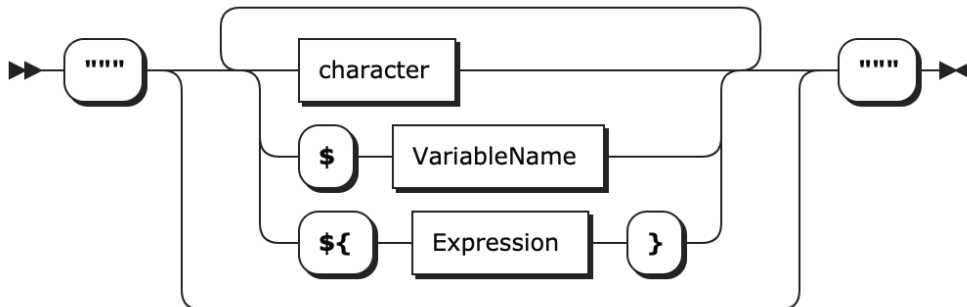 """ character """
$ VariableName
${ Expression }